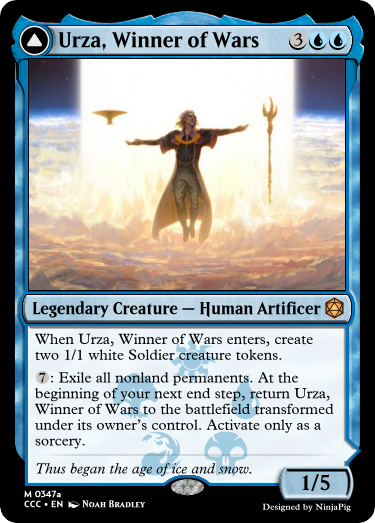 Urza, Winner of Wars 3
Legendary Creature — Human Artificer
When Urza, Winner of Wars enters, create
two 1/1 white Soldier creature tokens.
7: Exile all nonland permanents. At the
beginning of your next end step, return Urza,
Winner of Wars to the battlefield transformed
under its owner's control. Activate only as a
sorcery.
Thus began the age of ice and snow.
1/5
M 0347a
CCC • EN Noah Bradley
Designed by NinjaPig